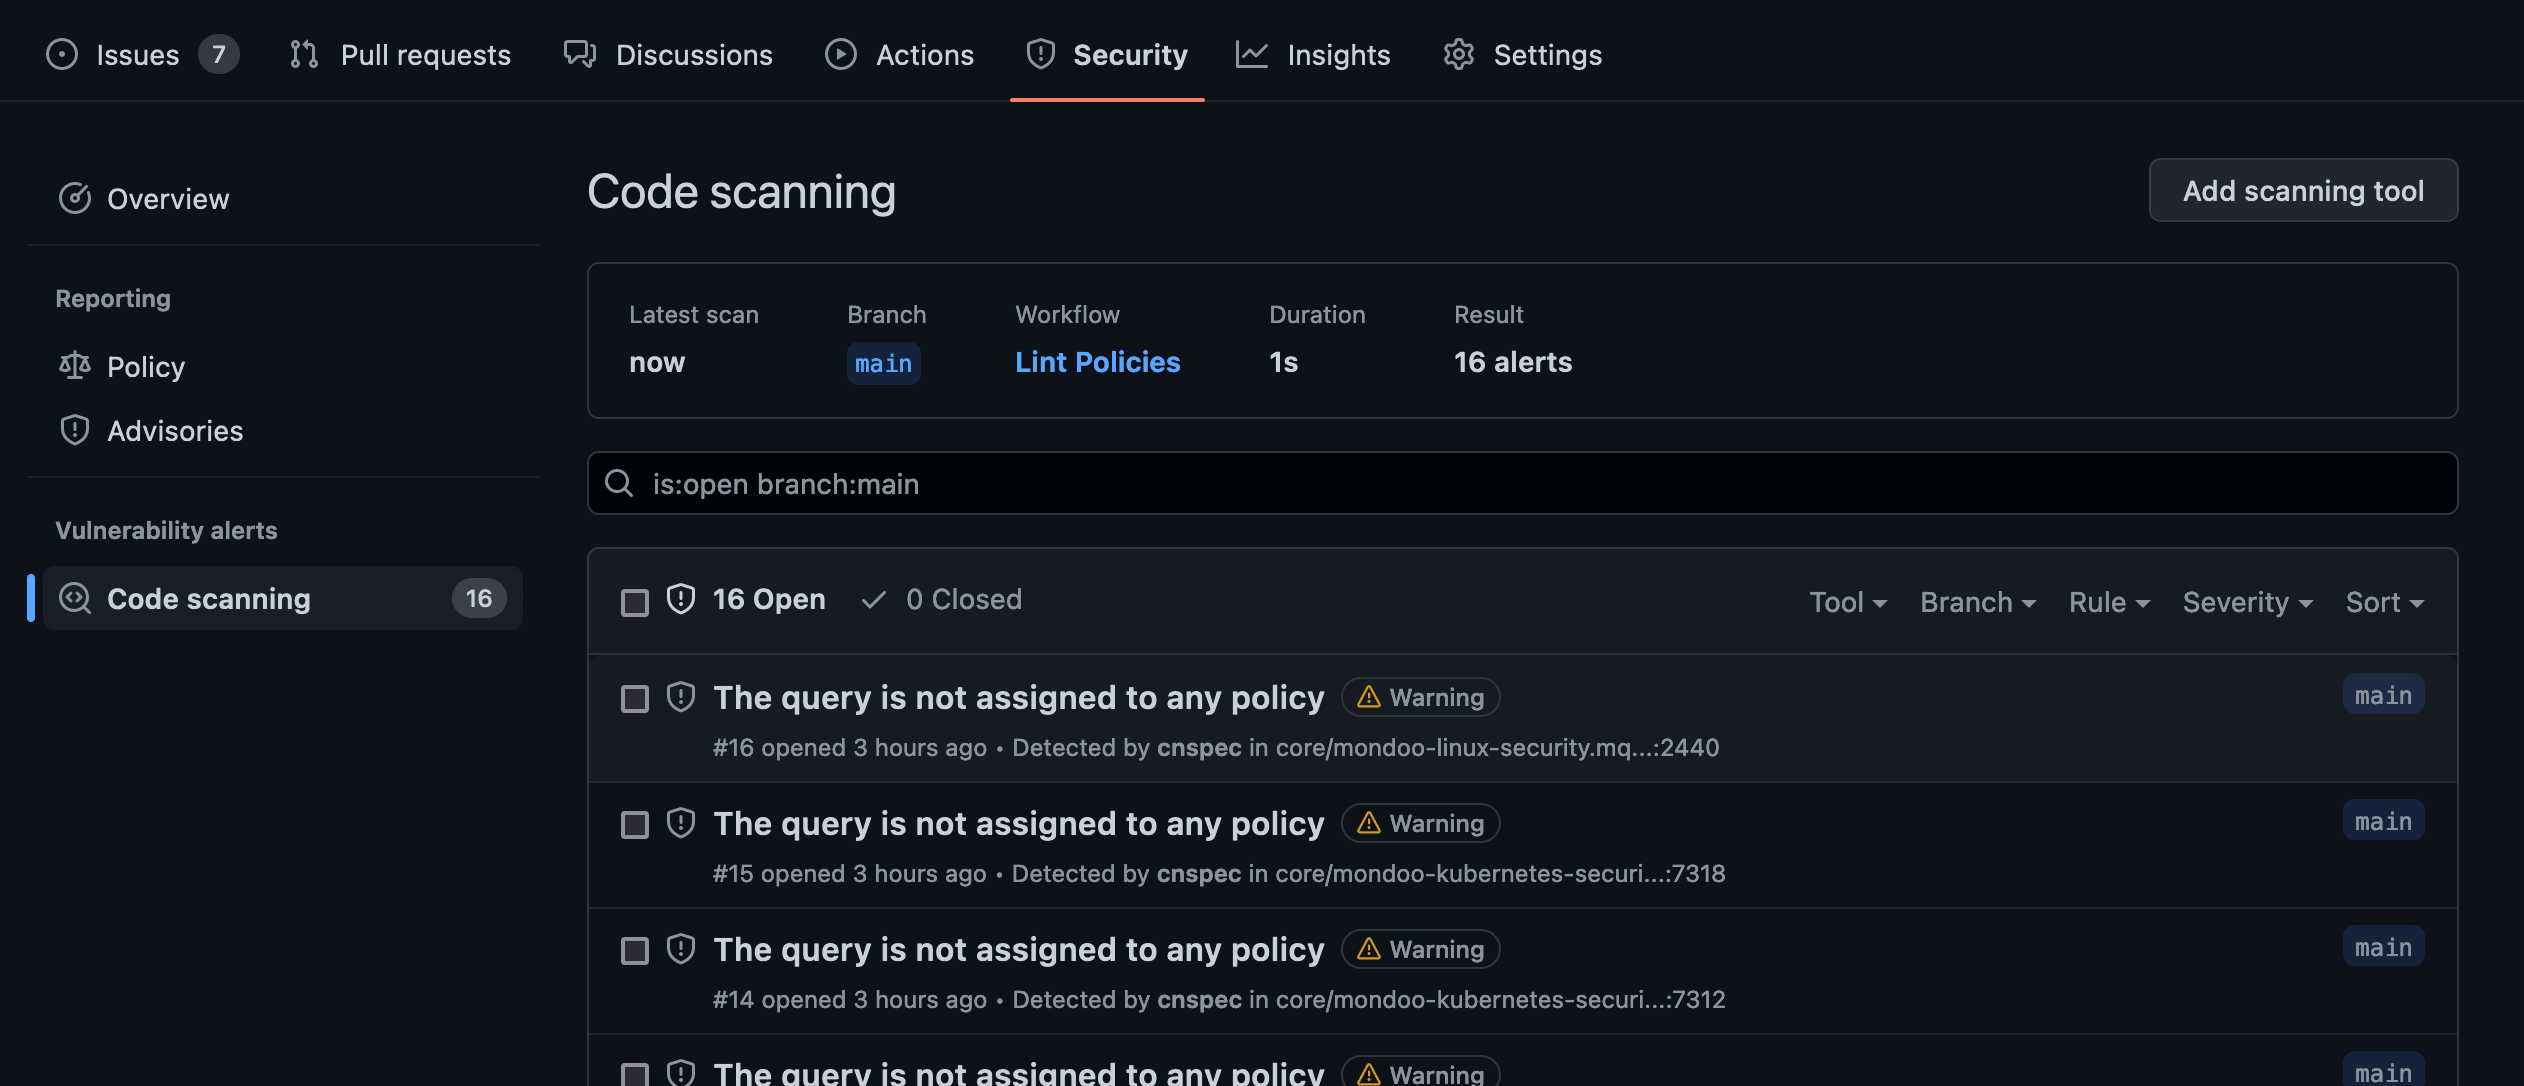 Issues 7 Pull requests Discussions Actions Security Insights Settings
Overview
Reporting
Policy
Advisories
Vulnerability alerts
Code scanning 16
Code scanning
Add scanning tool
Latest scan Branch Workflow Duration Result
now main Lint Policies 1s 16 alerts
is:open branch:main
16 Open 0 Closed Tool Branch Rule Severity Sort
The query is not assigned to any policy Warning main
#16 opened 3 hours ago • Detected by cnspec in core/mondoo-linux-security.mq...:2440
The query is not assigned to any policy Warning main
#15 opened 3 hours ago • Detected by cnspec in core/mondoo-kubernetes-securi...:7318
The query is not assigned to any policy Warning main
#14 opened 3 hours ago • Detected by cnspec in core/mondoo-kubernetes-securi...:7312
The query is not assigned to any policy Warning main